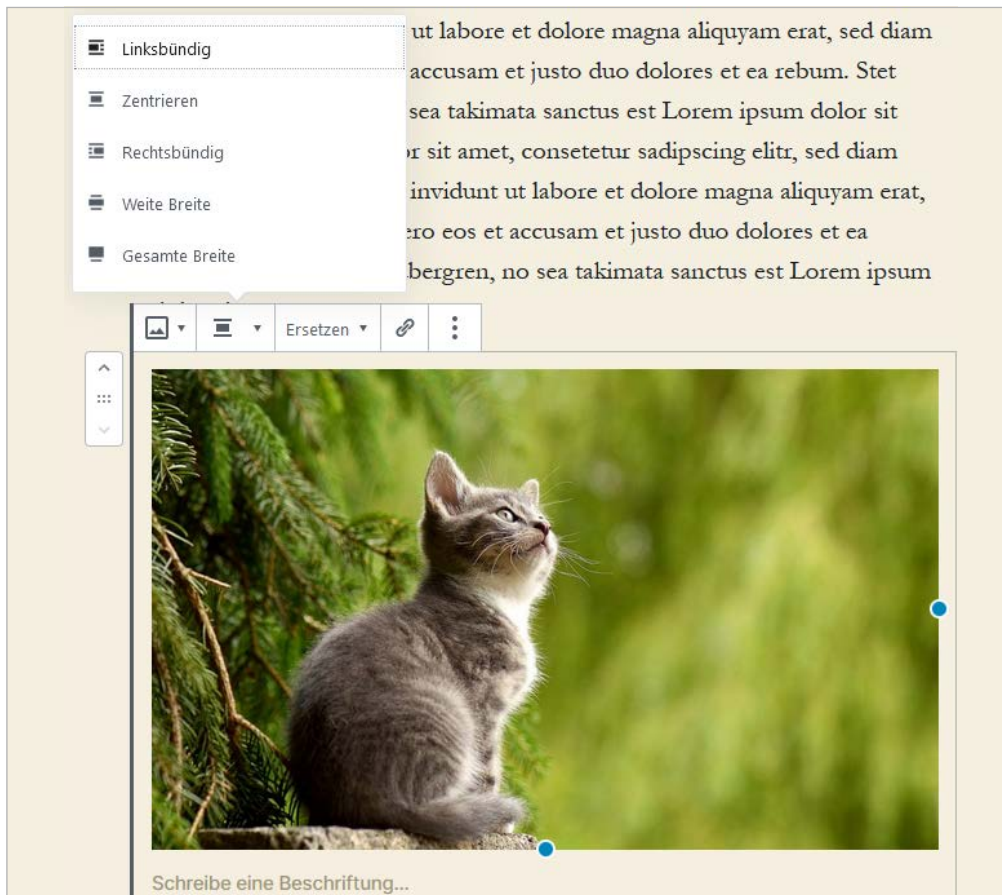 Linksbündig
Zentrieren
Rechtsbündig
Weite Breite
Gesamte Breite
ut labore et dolore magna aliquyam erat, sed diam
accusam et justo duo dolores et ea rebum. Stet
sea takimata sanctus est Lorem ipsum dolor sit
sit amet, consetetur sadipscing elitr, sed diam
invidunt ut labore et dolore magna aliquyam erat,
eos et accusam et justo duo dolores et ea
no sea takimata sanctus est Lorem ipsum
Ersetzen
Schreibe eine Beschriftung...